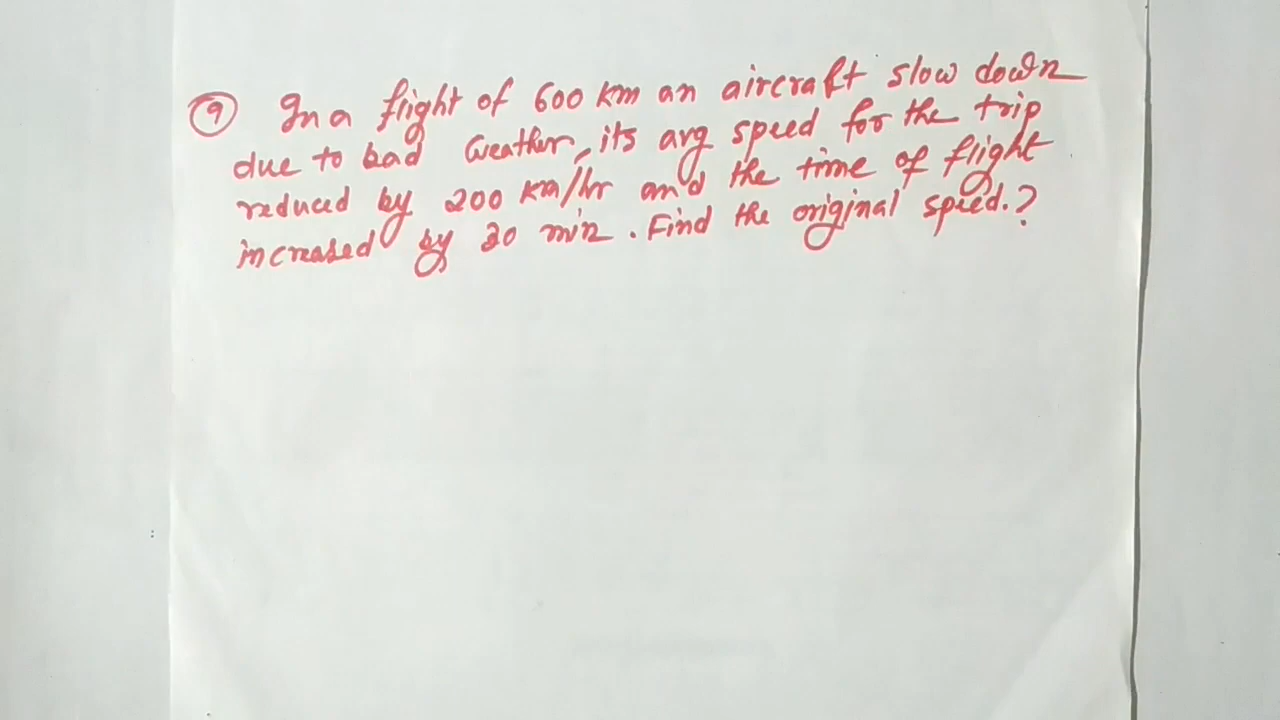 9 In a flight of 600 km an aircraft slow down
due to bad weather, its avg speed for the trip
reduced by 200 km/hr and the time of flight
increased by 30 min. Find the original speed.?